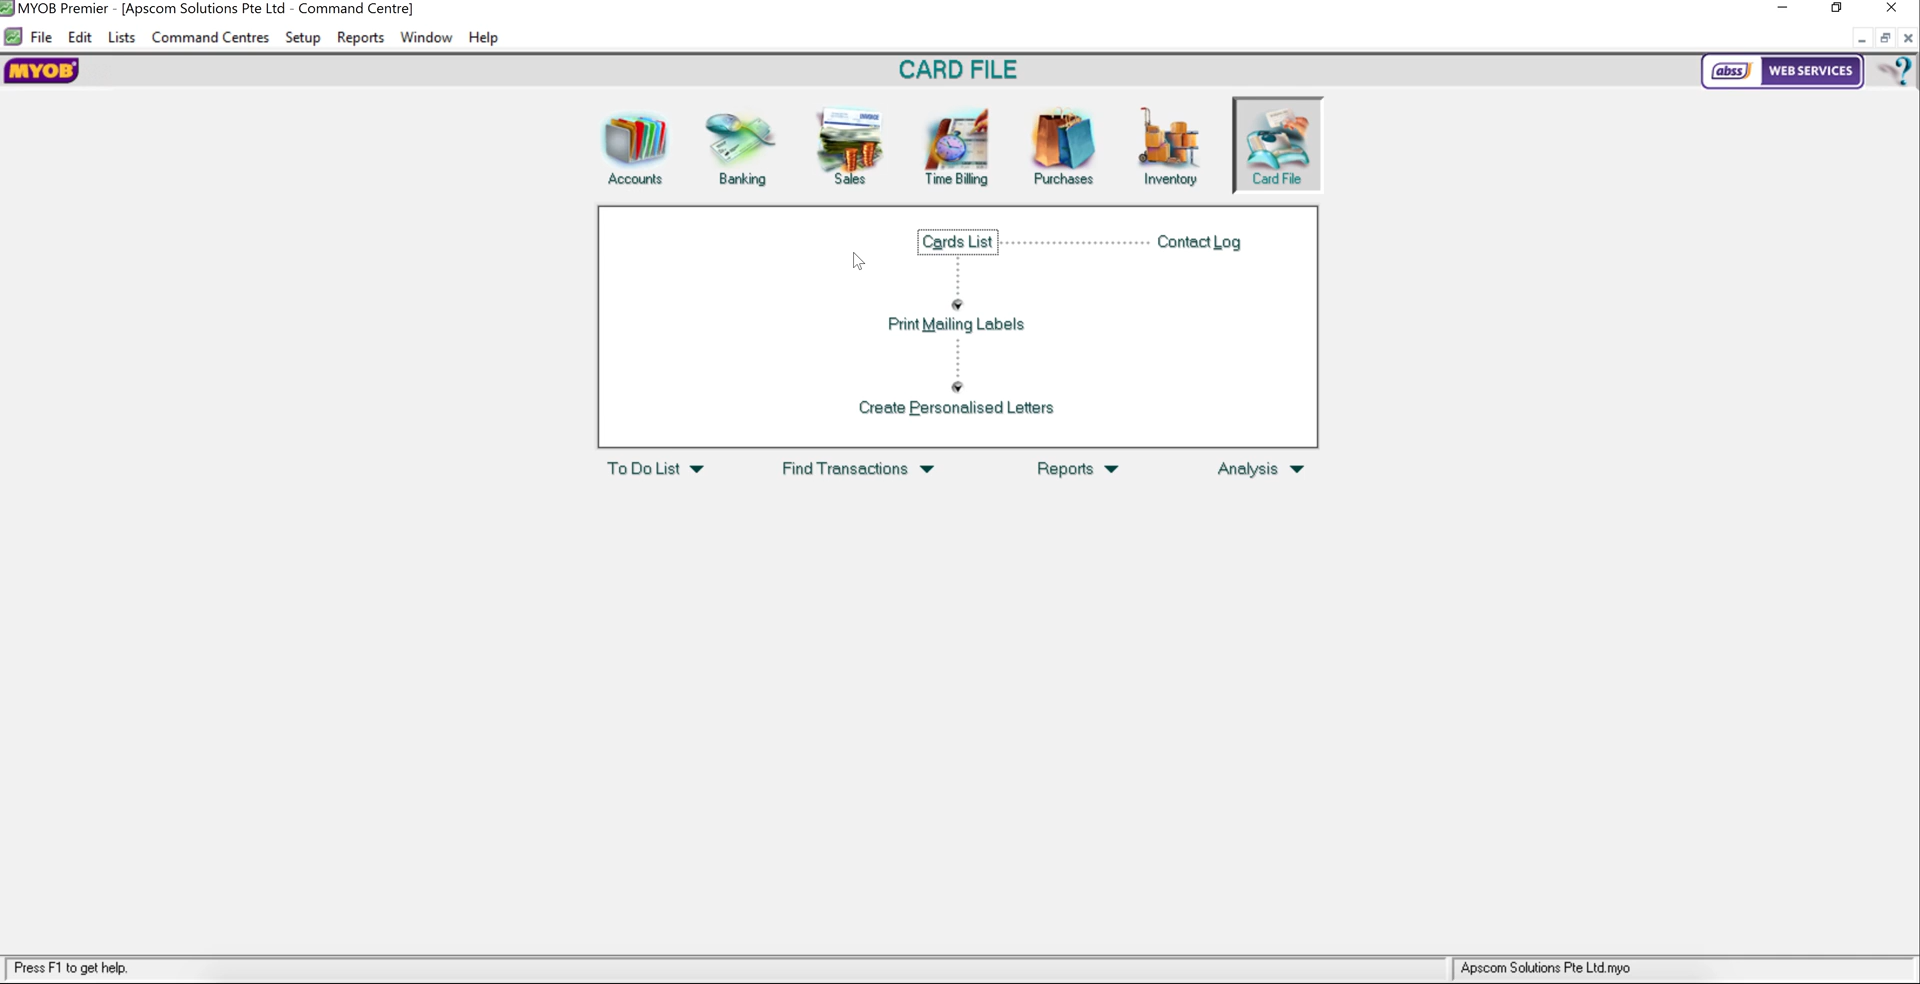 MYOB Premier - [Apscom Solutions Pte Ltd - Command Centre]
File Edit Lists Command Centres Setup Reports Window Help
MYOB CARD FILE abss WEB SERVICES ?
INVOICE
Accounts Banking Sales Time Billing Purchases Inventory Card File
Cards List Contact Log
Print Mailing Labels
Create Personalised Letters
To Do List Find Transactions Reports Analysis
Press F1 to get help. Apscom Solutions Pte Ltd.myo